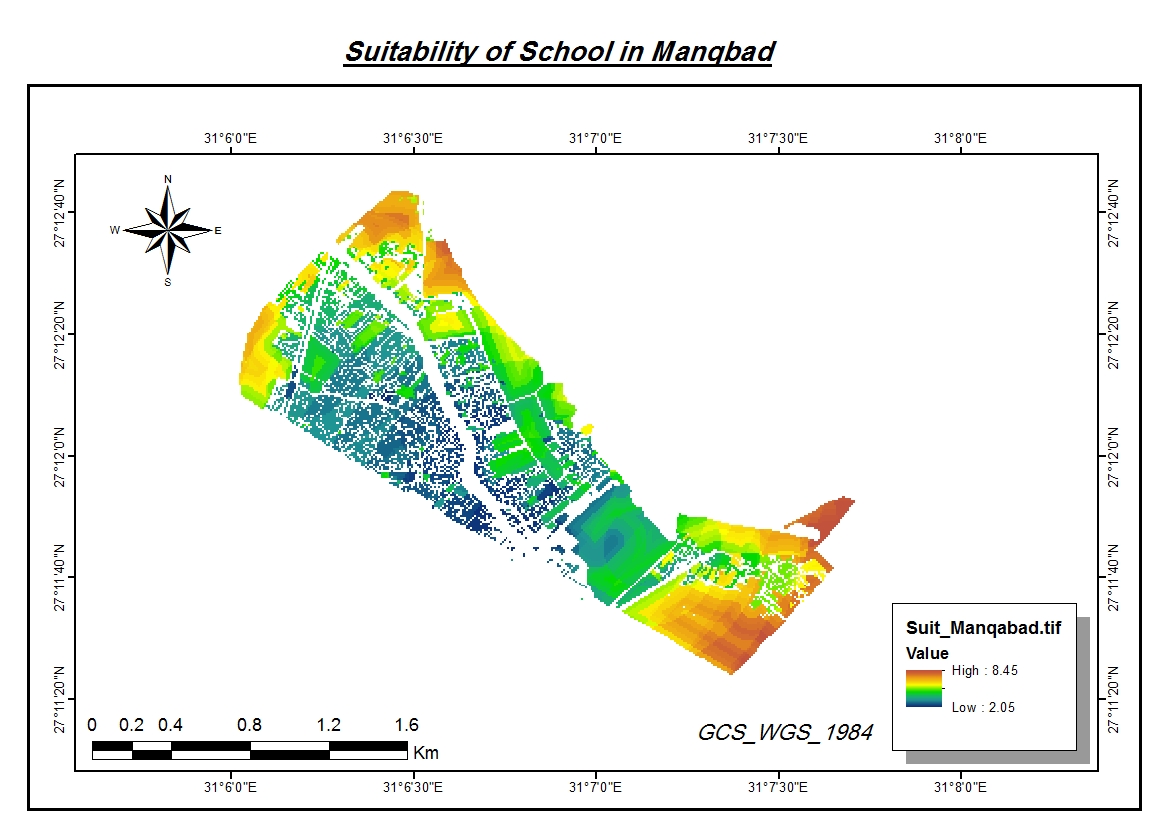 Suitability of School in Manqbad
31°6'0"E 31°6'30"E 31°7'0"E 31°7'30"E 31°8'0"E
27°12'40"N 27°12'40"N
N
W E
S
27°12'20"N 27°12'20"N
27°12'0"N 27°12'0"N
27°11'40"N 27°11'40"N
Suit_Manqabad.tif
Value
High : 8.45
Low : 2.05
27°11'20"N 27°11'20"N
0 0.2 0.4 0.8 1.2 1.6
Km
GCS_WGS_1984
31°6'0"E 31°6'30"E 31°7'0"E 31°7'30"E 31°8'0"E